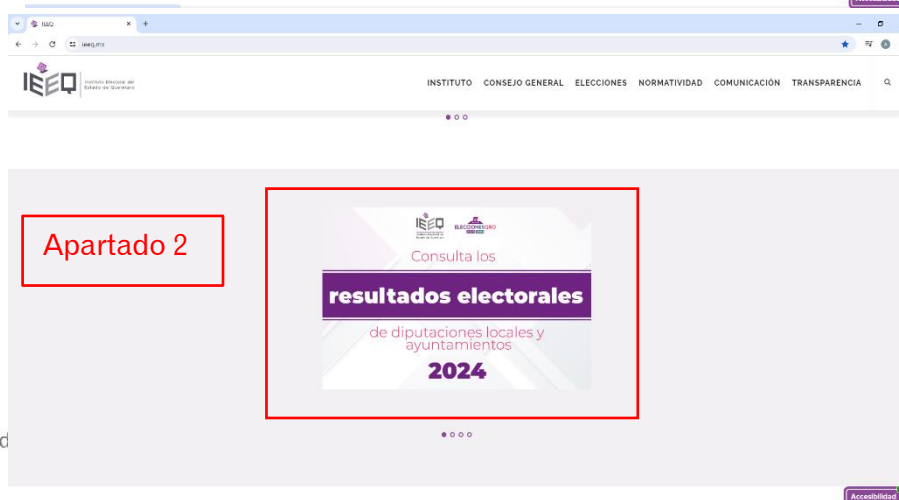 IEEQ
ieeq.mx
IEEQ Instituto Electoral del
Estado de Querétaro
INSTITUTO CONSEJO GENERAL ELECCIONES NORMATIVIDAD COMUNICACIÓN TRANSPARENCIA
Apartado 2
IEEQ
Consulta los
resultados electorales
de diputaciones locales y
ayuntamientos
2024
Accesibilidad